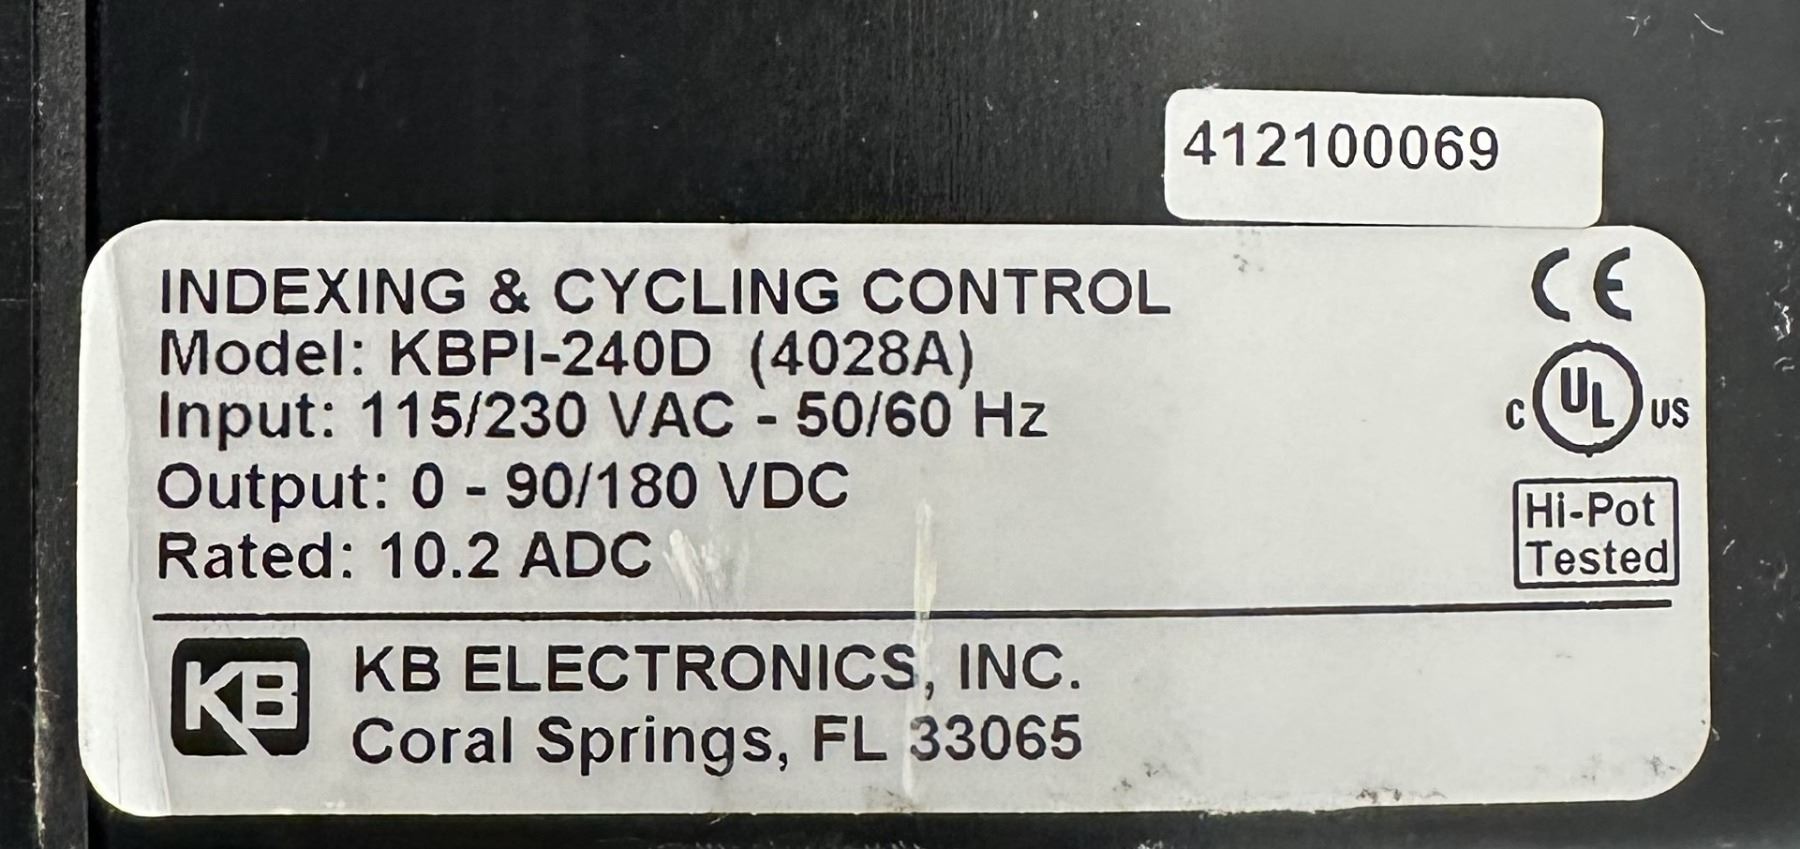 412100069
INDEXING & CYCLING CONTROL
CE
Model: KBPI-240D (4028A)
Input: 115/230 VAC - 50/60 Hz
C UL US
Output: 0 - 90/180 VDC
Rated: 10.2 ADC
Hi-Pot
Tested
KB
KB ELECTRONICS, INC.
Coral Springs, FL 33065